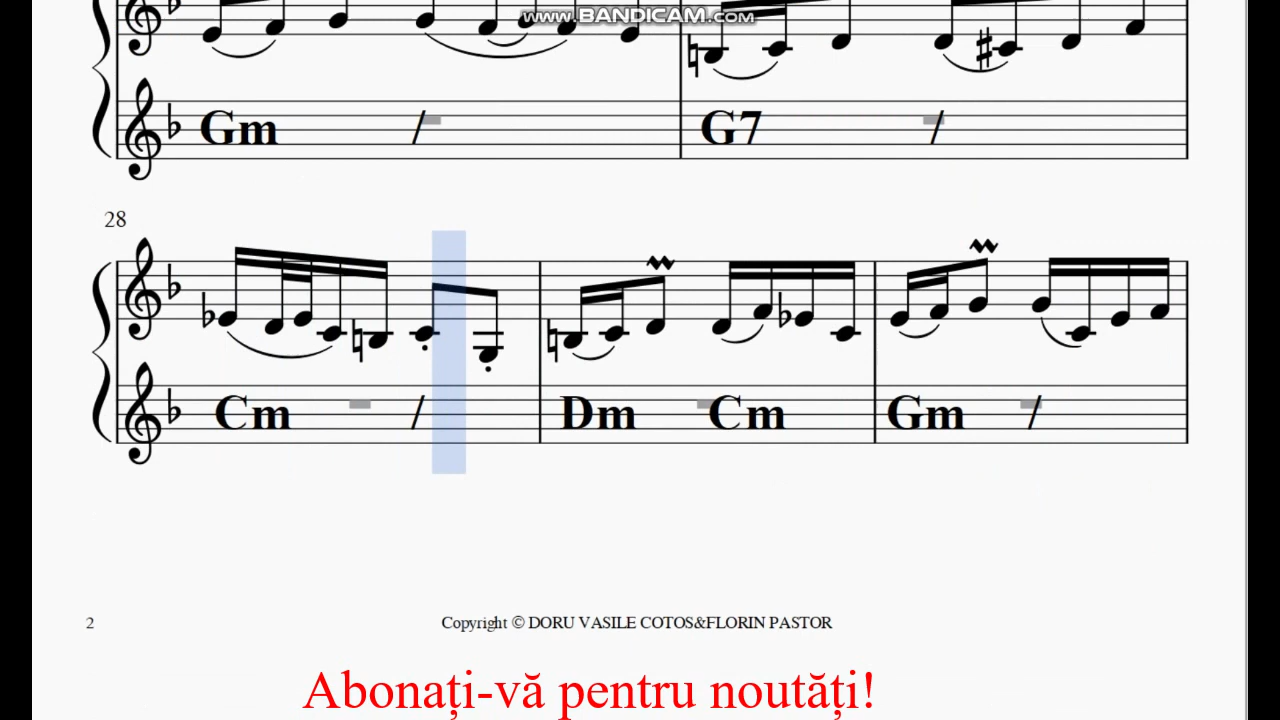 www.BANDICAM.com
Gm / G7 /
28
Cm / Dm Cm Gm /
2 Copyright © DORU VASILE COTOS&FLORIN PASTOR
Abonați-vă pentru noutăți!